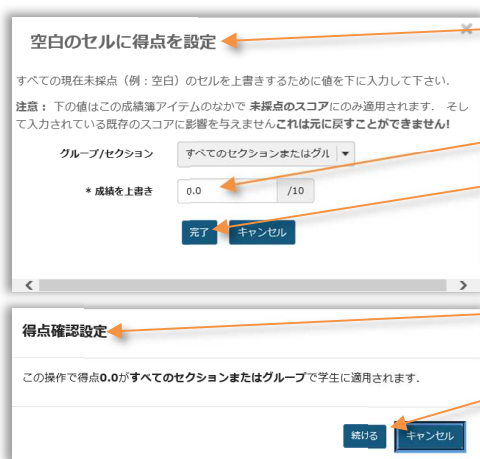 空白のセルに得点を設定
すべての現在未採点（例：空白）のセルを上書きするために値を下に入力して下さい.
注意： 下の値はこの成績簿アイテムのなかで 未採点のスコアにのみ適用されます. そし
て入力されている既存のスコアに影響を与えませんこれは元に戻すことができません!
グループ/セクション すべてのセクションまたはグル
* 成績を上書き 0.0 /10
完了 キャンセル
得点確認設定
この操作で得点0.0がすべてのセクションまたはグループで学生に適用されます.
続ける キャンセル